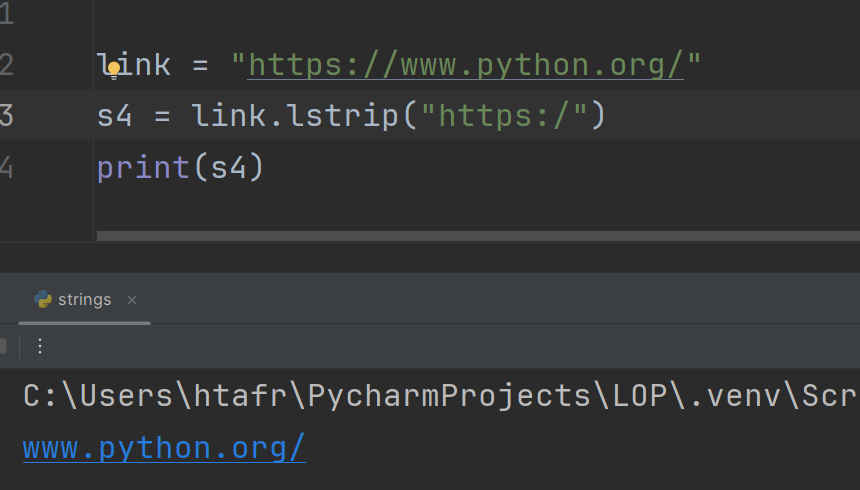 1
2 link = "https://www.python.org/"
3 s4 = link.lstrip("https:/")
4 print(s4)
strings ×
C:\Users\htafr\PycharmProjects\LOP\.venv\Scr
www.python.org/